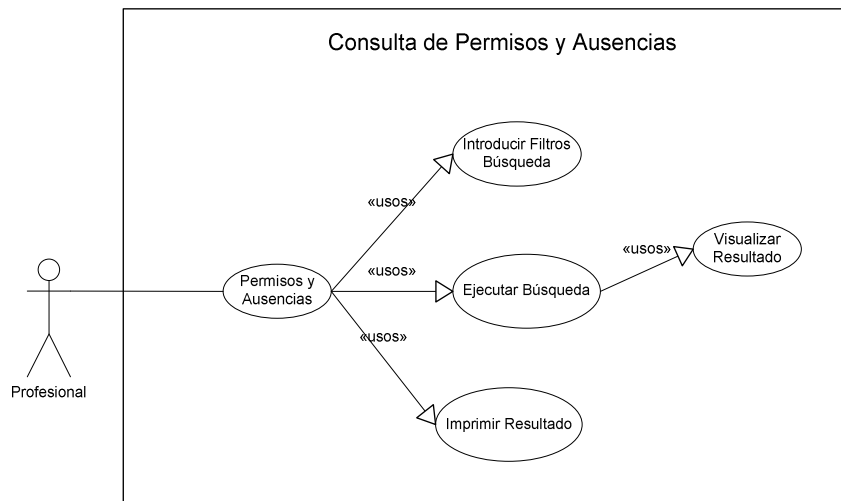 Consulta de Permisos y Ausencias
Introducir Filtros
Búsqueda
«usos»
«usos»
«usos»
Visualizar
Resultado
Permisos y
Ausencias
Ejecutar Búsqueda
«usos»
Profesional
Imprimir Resultado